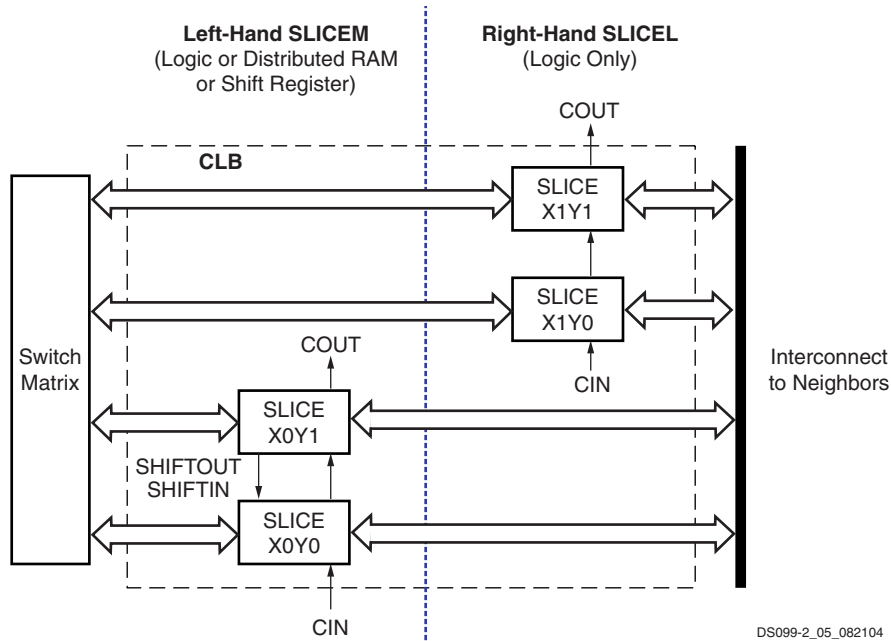 Left-Hand SLICEM
(Logic or Distributed RAM
or Shift Register)
Right-Hand SLICEL
(Logic Only)
COUT
CLB
SLICE
X1Y1
SLICE
X1Y0
Switch
Matrix
COUT
CIN
Interconnect
to Neighbors
SLICE
X0Y1
SHIFTOUT
SHIFTIN
SLICE
X0Y0
CIN
DS099-2_05_082104